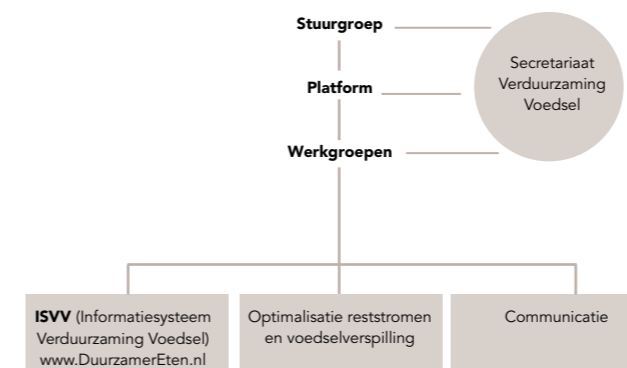 Stuurgroep
Secretariaat
Verduurzaming
Voedsel
Platform
Werkgroepen
ISVV (Informatiesysteem
Verduurzaming Voedsel)
www.DuurzamerEten.nl
Optimalisatie reststromen
en voedselverspilling
Communicatie